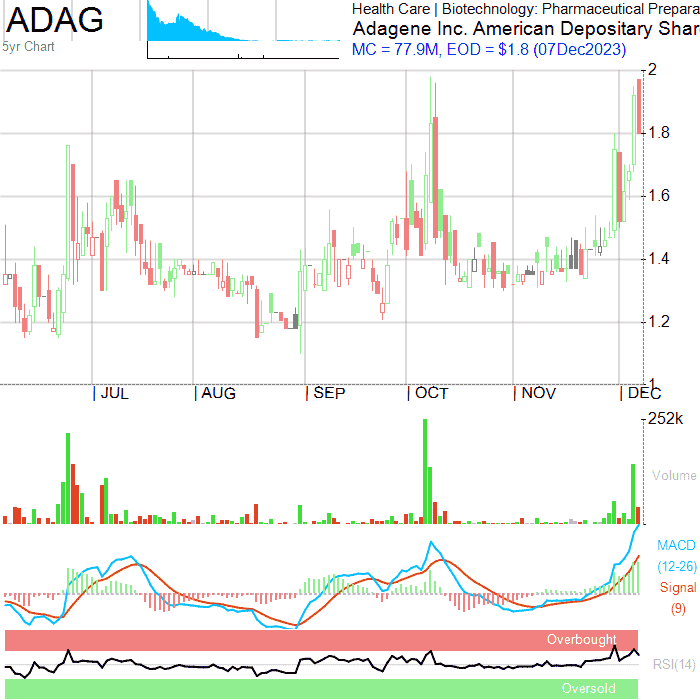 ADAG
5yr Chart
Health Care | Biotechnology: Pharmaceutical Prepara
Adagene Inc. American Depositary Shar
MC = 77.9M, EOD = $1.8 (07Dec2023)
2
1.8
1.6
1.4
1.2
1
JUL AUG SEP OCT NOV DEC
252k
Volume
MACD
(12-26)
Signal
(9)
Overbought
RSI(14)
Oversold